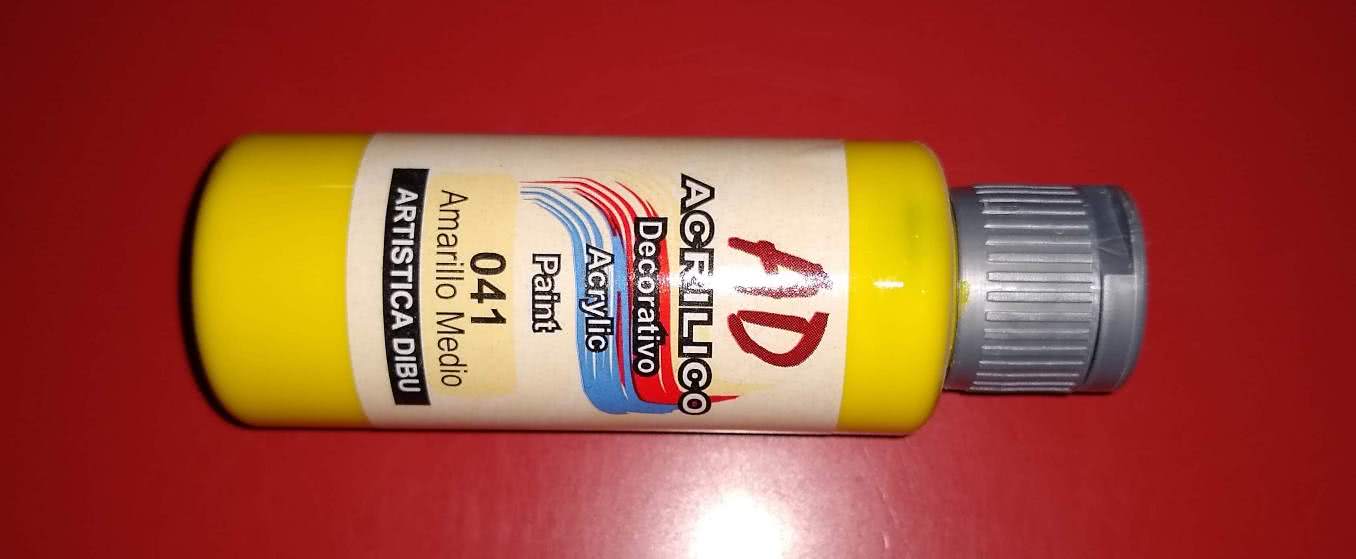 AD
ACRILICO
Decorativo
Acrylic
Paint
041
Amarillo Medio
ARTISTICA DIBU